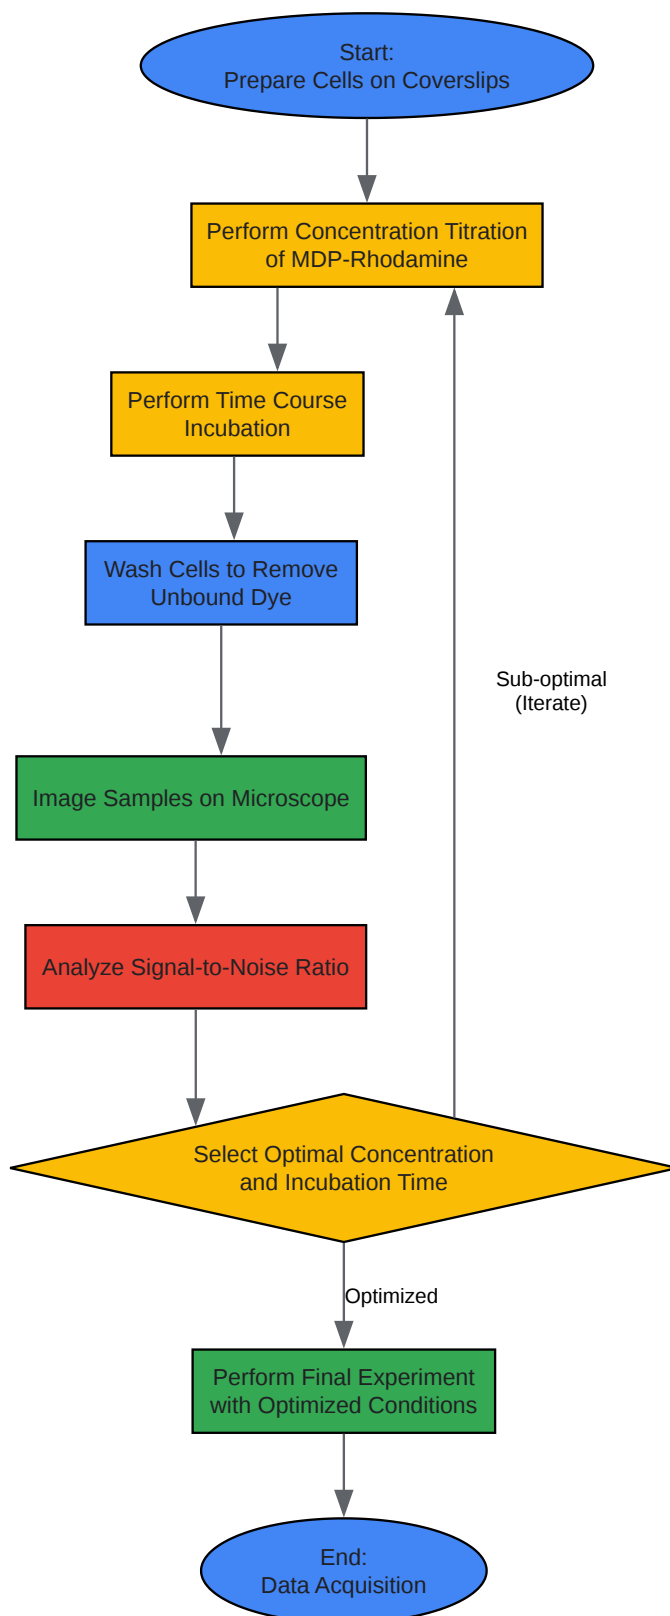 Start:
Prepare Cells on Coverslips
Perform Concentration Titration
of MDP-Rhodamine
Perform Time Course
Incubation
Wash Cells to Remove
Unbound Dye
Sub-optimal
(Iterate)
Image Samples on Microscope
Analyze Signal-to-Noise Ratio
Select Optimal Concentration
and Incubation Time
Optimized
Perform Final Experiment
with Optimized Conditions
End:
Data Acquisition